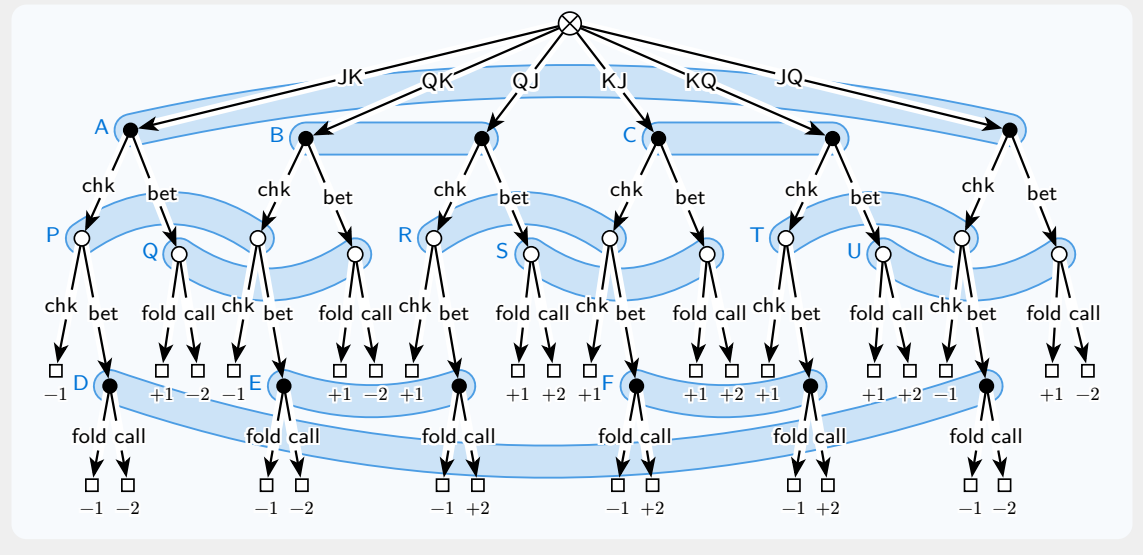 JK QK QJ KJ KQ JQ
A B C
chk bet chk bet chk bet chk bet chk bet chk bet
P Q R S T U
chk bet fold call chk bet fold call chk bet fold call chk bet fold call chk bet fold call chk bet fold call
−1 D +1 −2 −1 E +1 −2 +1 +1 +2 +1 F +1 +2 +1 +1 +2 −1 +1 −2
fold call fold call fold call fold call fold call fold call
−1 −2 −1 −2 −1 +2 −1 +2 −1 +2 −1 −2